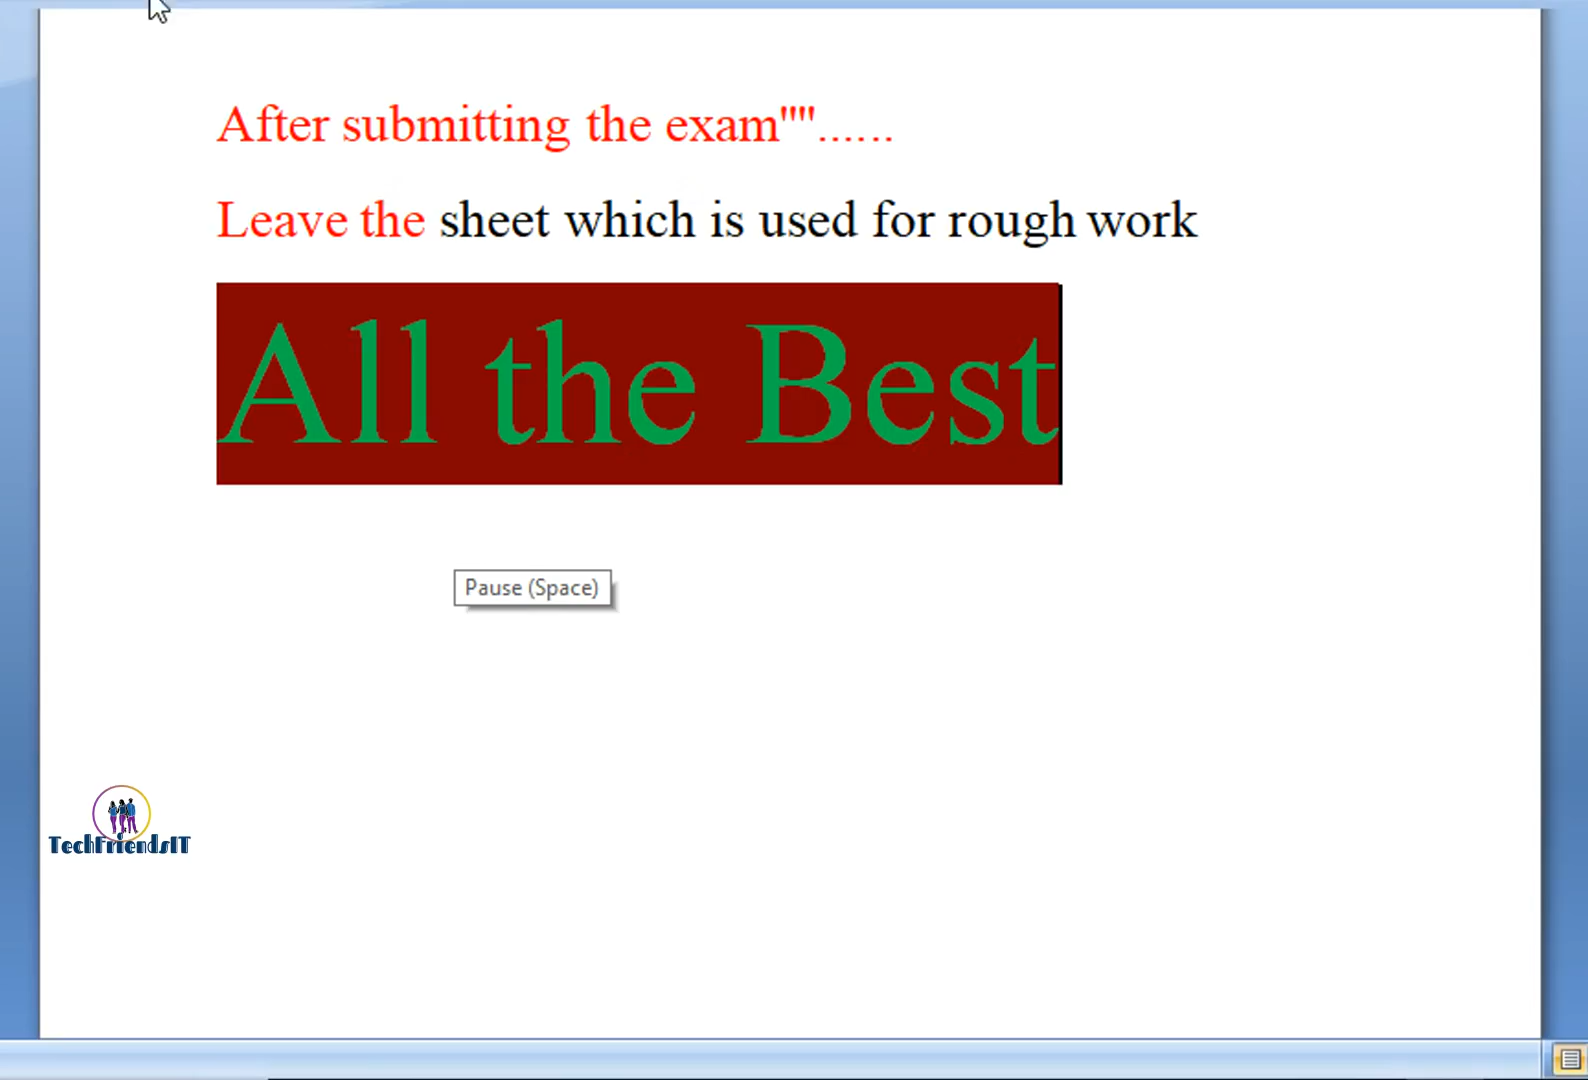 After submitting the exam""......
Leave the sheet which is used for rough work
All the Best
Pause (Space)
TechFriendsIT